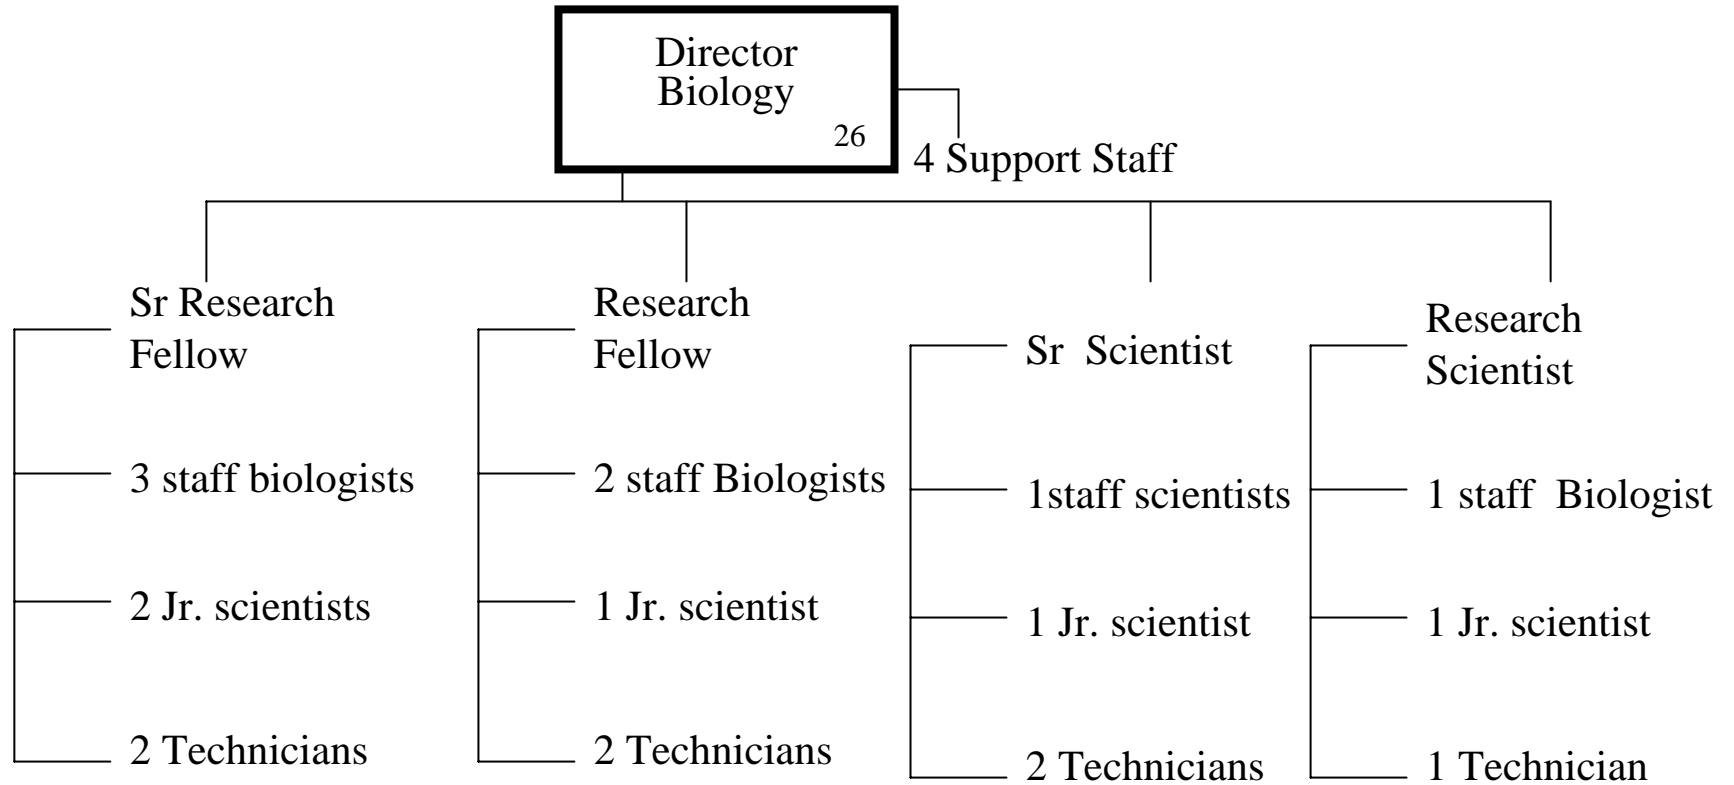 Director
Biology
26
4 Support Staff
Sr Research
Fellow
3 staff biologists
2 Jr. scientists
2 Technicians
Research
Fellow
2 staff Biologists
1 Jr. scientist
2 Technicians
Sr Scientist
1staff scientists
1 Jr. scientist
2 Technicians
Research
Scientist
1 staff Biologist
1 Jr. scientist
1 Technician